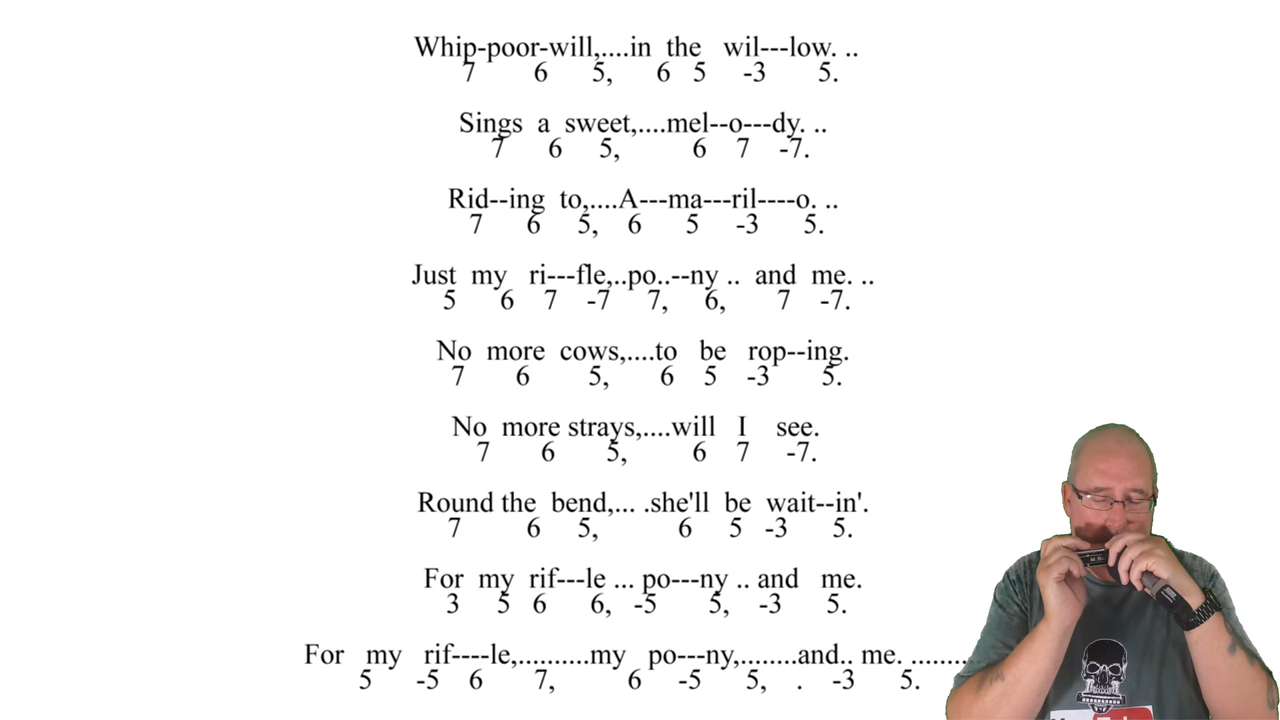 Whip-poor-will,....in the wil---low. ..
7 6 5, 6 5 -3 5.
Sings a sweet,....mel--o---dy. ..
7 6 5, 6 7 -7.
Rid--ing to,....A---ma---ril----o. ..
7 6 5, 6 5 -3 5.
Just my ri---fle,..po..--ny .. and me. ..
5 6 7 -7 7, 6, 7 -7.
No more cows,....to be rop--ing.
7 6 5, 6 5 -3 5.
No more strays,....will I see.
7 6 5, 6 7 -7.
Round the bend,... .she'll be wait--in'.
7 6 5, 6 5 -3 5.
For my rif---le ... po---ny .. and me.
3 5 6 6, -5 5, -3 5.
For my rif----le,..........my po---ny,........and.. me. ..........
5 -5 6 7, 6 -5 5, . -3 5.